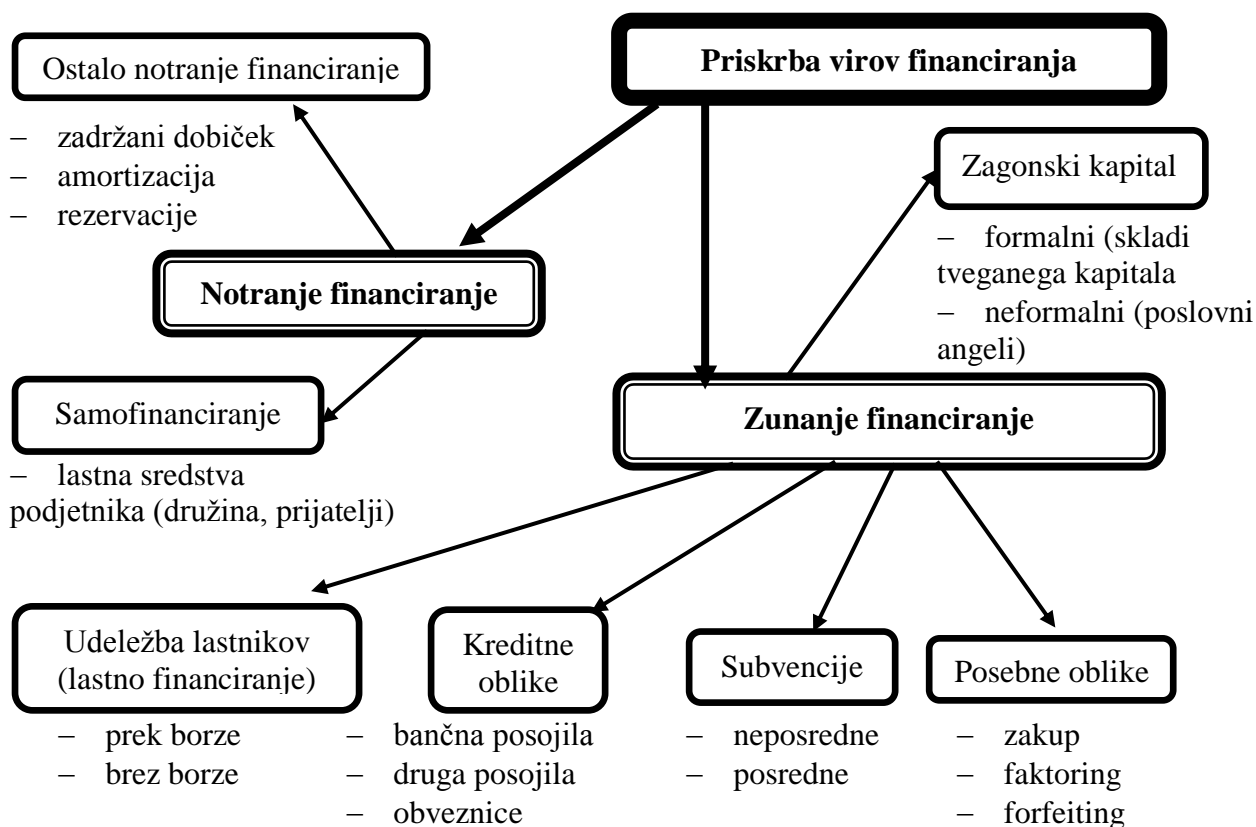 Priskrba virov financiranja
Ostalo notranje financiranje
– zadržani dobiček
– amortizacija
– rezervacije
Zagonski kapital
– formalni (skladi
tveganega kapitala
– neformalni (poslovni
angeli)
Notranje financiranje
Samofinanciranje
– lastna sredstva
podjetnika (družina, prijatelji)
Zunanje financiranje
Udeležba lastnikov
(lastno financiranje)
– prek borze
– brez borze
Kreditne
oblike
– bančna posojila
– druga posojila
– obveznice
Subvencije
– neposredne
– posredne
Posebne oblike
– zakup
– faktoring
– forfeiting